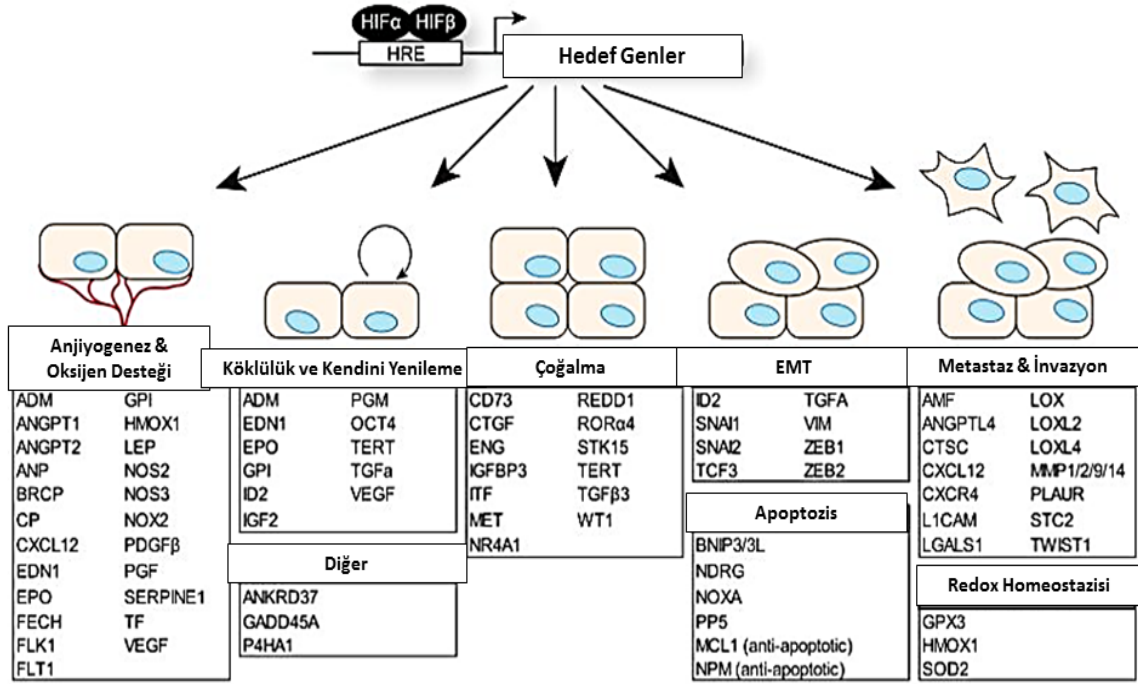 HIFα HIFβ
HRE
Hedef Genler
Anjiyogenez &
Oksijen Desteği
ADM GPI
ANGPT1 HMOX1
ANGPT2 LEP
ANP NOS2
BRCP NOS3
CP NOX2
CXCL12 PDGFβ
EDN1 PGF
EPO SERPINE1
FECH TF
FLK1 VEGF
FLT1
Köklülük ve Kendini Yenileme
ADM PGM
EDN1 OCT4
EPO TERT
GPI TGFa
ID2 VEGF
IGF2
Diğer
ANKRD37
GADD45A
P4HA1
Çoğalma
CD73 REDD1
CTGF RORα4
ENG STK15
IGFBP3 TERT
ITF TGFβ3
MET WT1
NR4A1
EMT
ID2 TGFA
SNAI1 VIM
SNAI2 ZEB1
TCF3 ZEB2
Apoptozis
BNIP3/3L
NDRG
NOXA
PP5
MCL1 (anti-apoptotic)
NPM (anti-apoptotic)
Metastaz & İnvazyon
AMF LOX
ANGPTL4 LOXL2
CTSC LOXL4
CXCL12 MMP1/2/9/14
CXCR4 PLAUR
L1CAM STC2
LGALS1 TWIST1
Redox Homeostazisi
GPX3
HMOX1
SOD2